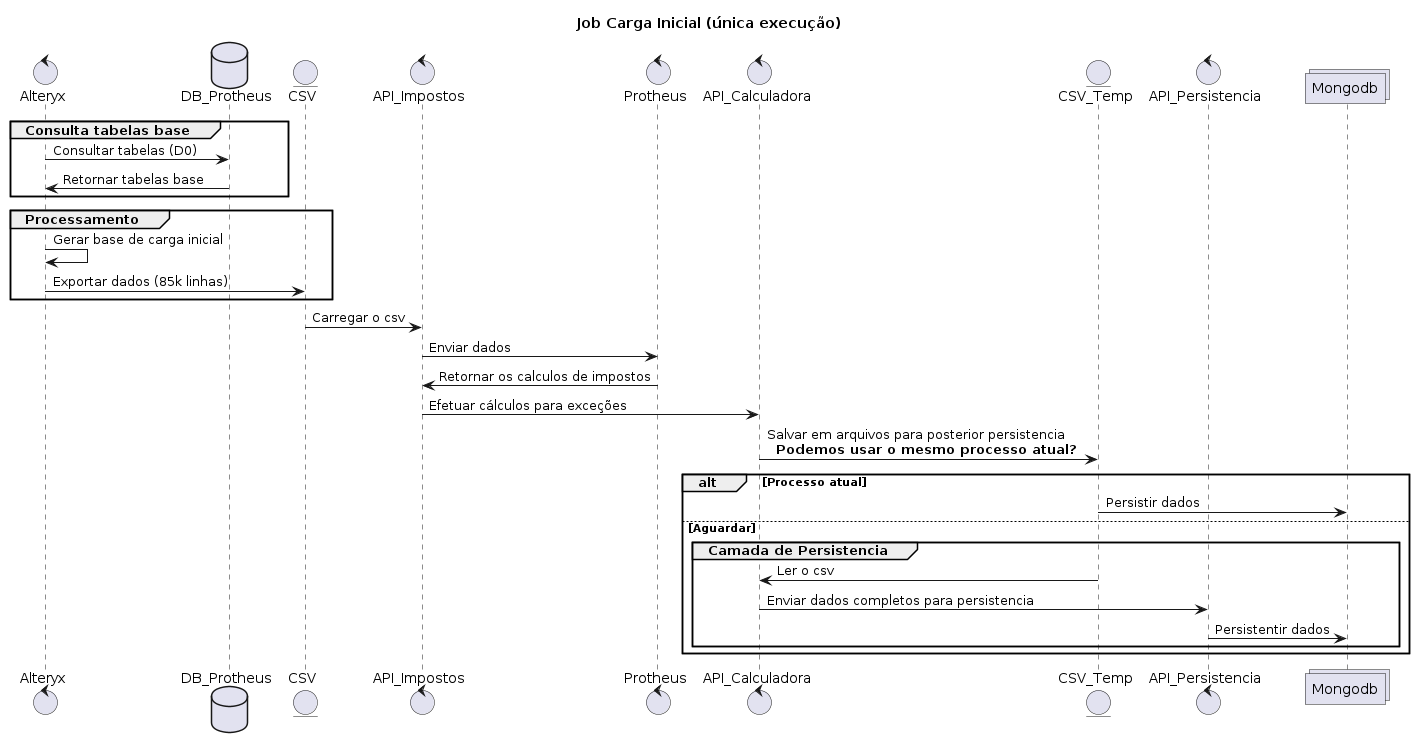 Job Carga Inicial (única execução)
Alteryx
DB_Protheus
CSV
API_Impostos
Protheus
API_Calculadora
CSV_Temp
API_Persistencia
Mongodb
Consulta tabelas base
Consultar tabelas (D0)
Retornar tabelas base
Processamento
Gerar base de carga inicial
Exportar dados (85k linhas)
Carregar o csv
Enviar dados
Retornar os calculos de impostos
Efetuar cálculos para exceções
Salvar em arquivos para posterior persistencia
Podemos usar o mesmo processo atual?
alt [Processo atual]
Persistir dados
[Aguardar]
Camada de Persistencia
Ler o csv
Enviar dados completos para persistencia
Persistentir dados
Alteryx
DB_Protheus
CSV
API_Impostos
Protheus
API_Calculadora
CSV_Temp
API_Persistencia
Mongodb